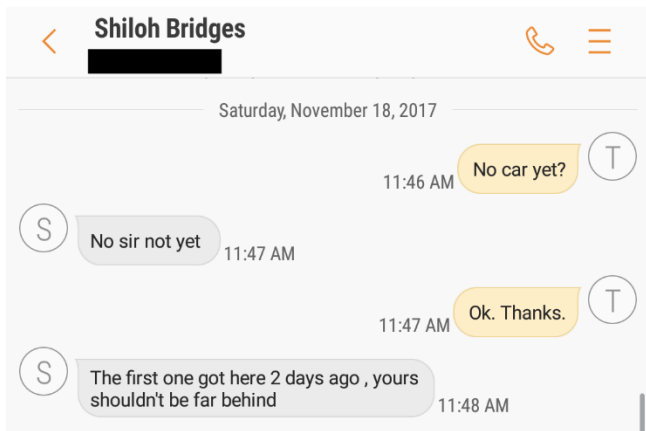 Shiloh Bridges
Saturday, November 18, 2017
No car yet?
T
11:46 AM
S
No sir not yet
11:47 AM
Ok. Thanks.
T
11:47 AM
S
The first one got here 2 days ago , yours
shouldn't be far behind
11:48 AM